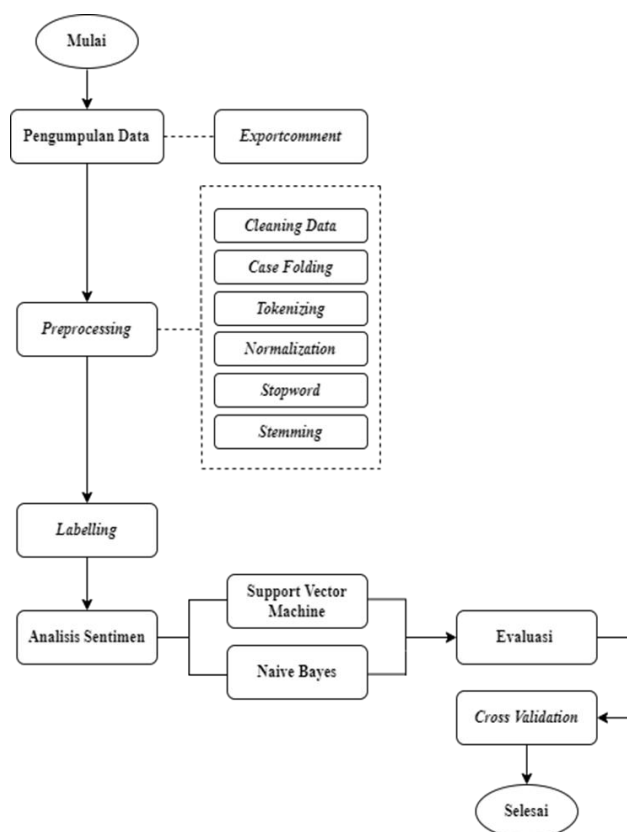 Mulai
Pengumpulan Data
Exportcomment
Cleaning Data
Case Folding
Tokenizing
Preprocessing
Normalization
Stopword
Stemming
Labelling
Analisis Sentimen
Support Vector
Machine
Naive Bayes
Evaluasi
Cross Validation
Selesai